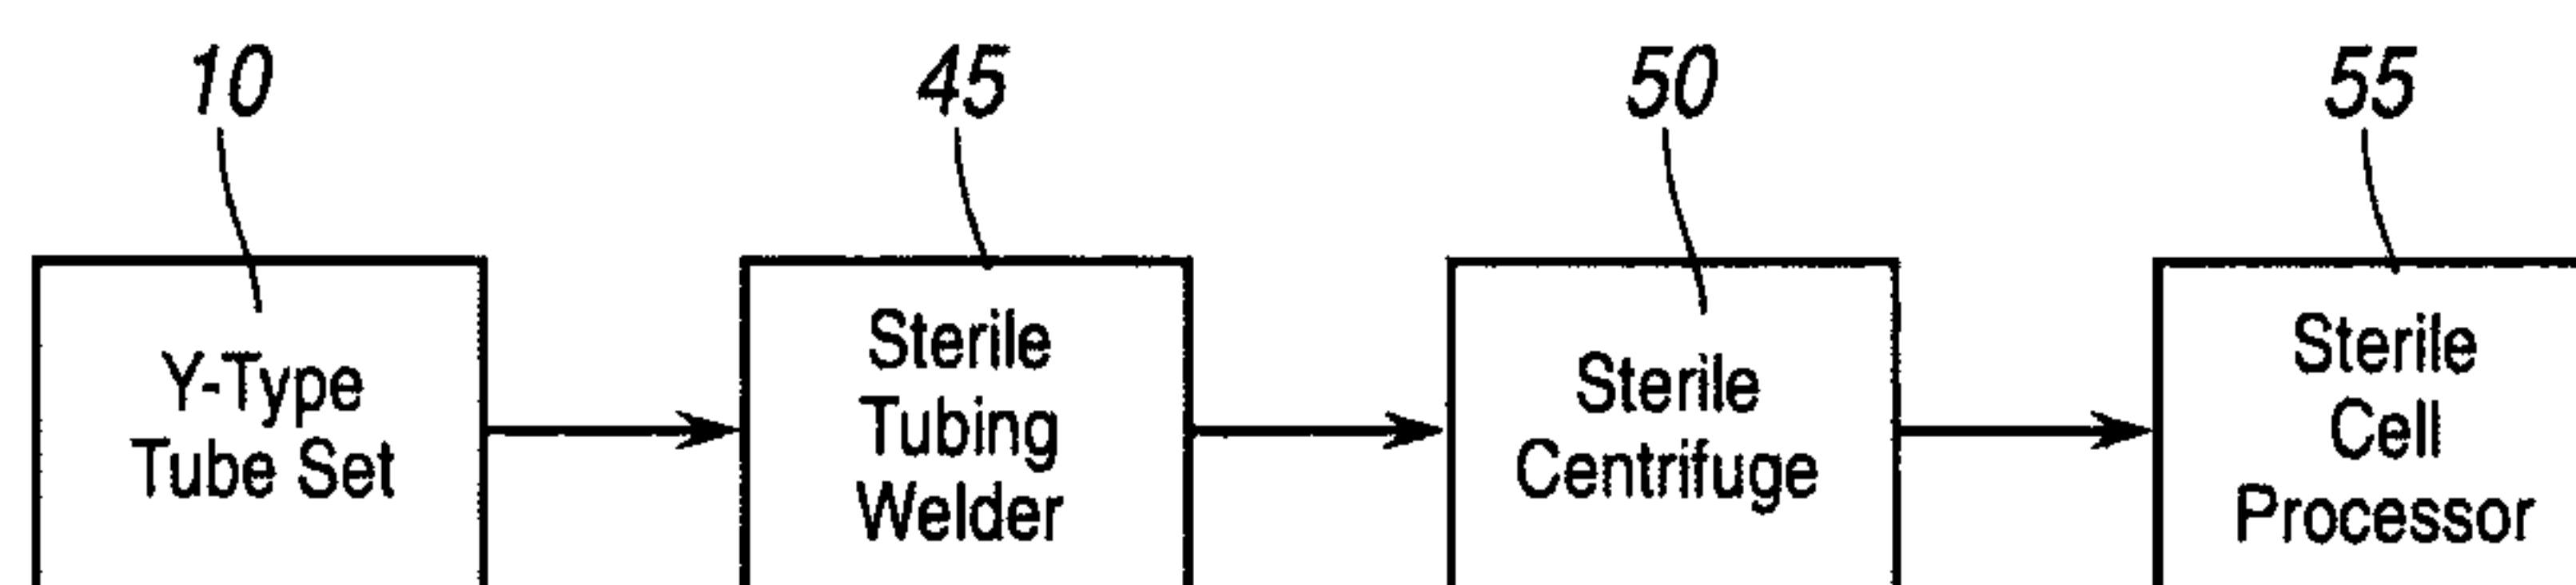 10
45
50
55
Y-Type
Tube Set
Sterile
Tubing
Welder
Sterile
Centrifuge
Sterile
Cell
Processor